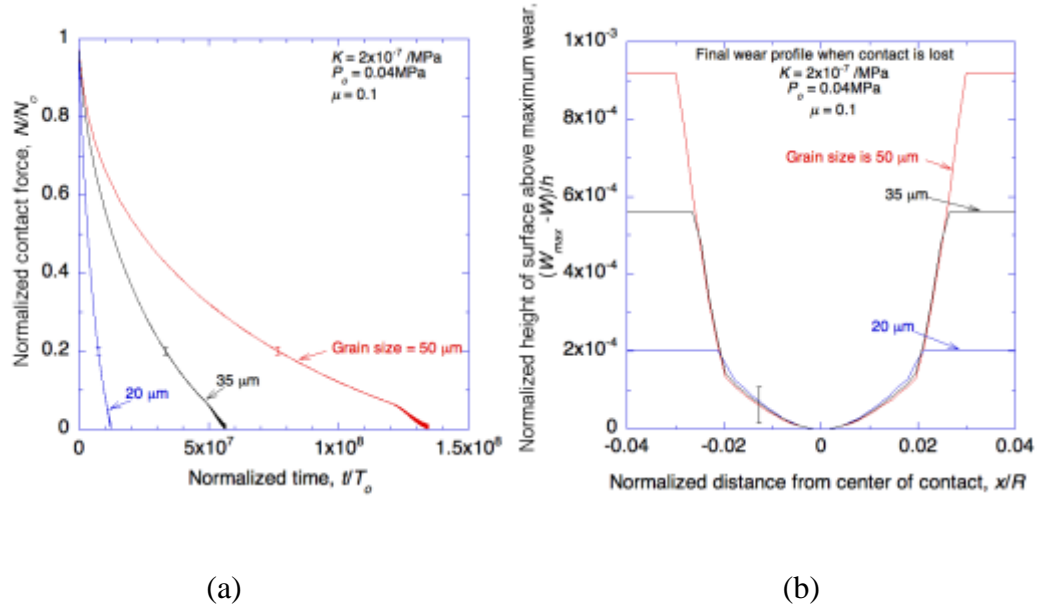 1
0.8
0.6
0.4
0.2
0
Normalized contact force, N/Nₒ
K = 2x10⁻⁷ /MPa
Pₒ = 0.04MPa
μ = 0.1
Grain size = 50 μm
35 μm
20 μm
0
5x10⁷
1x10⁸
1.5x10⁸
Normalized time, t/Tₒ
(a)
Normalized height of surface above maximum wear,
(Wₘₐₓ -W)/h
1x10⁻³
8x10⁻⁴
6x10⁻⁴
4x10⁻⁴
2x10⁻⁴
0
Final wear profile when contact is lost
K = 2x10⁻⁷ /MPa
Pₒ = 0.04MPa
μ = 0.1
Grain size is 50 μm
35 μm
20 μm
-0.04
-0.02
0
0.02
0.04
Normalized distance from center of contact, x/R
(b)